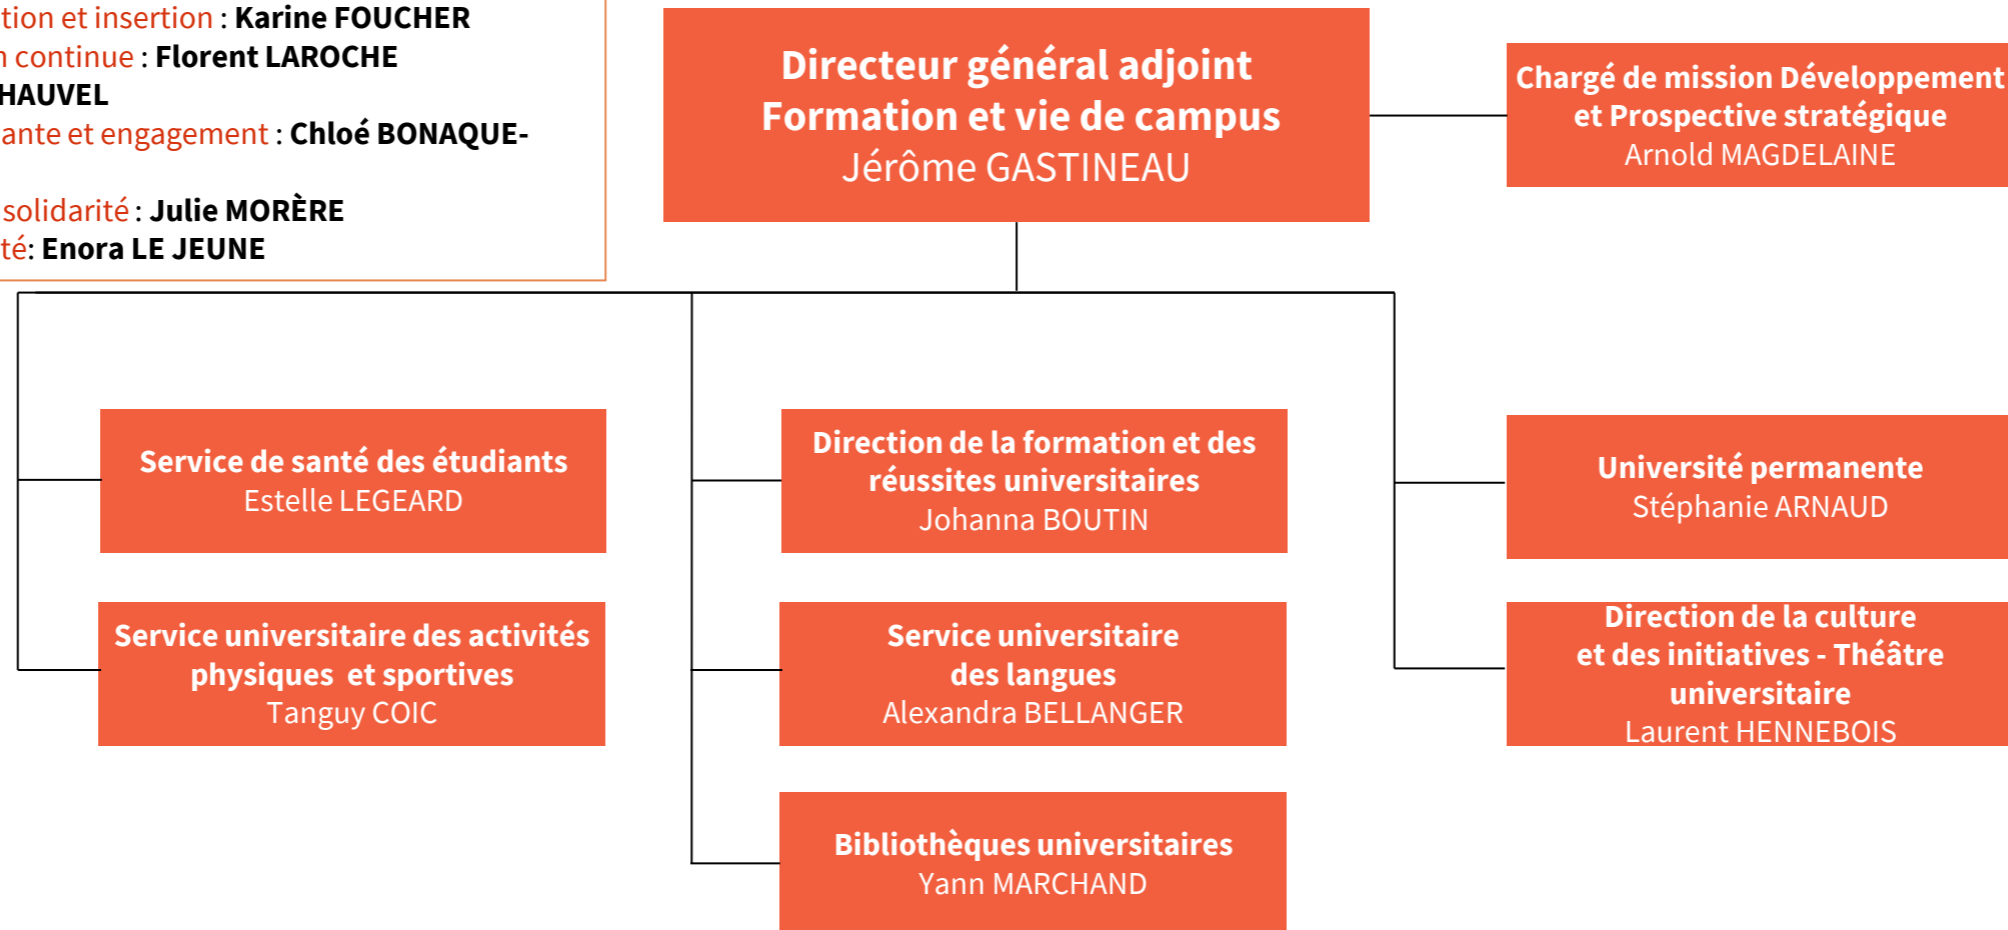 tion et insertion : Karine FOUCHER
continue : Florent LAROCHE
HAUVEL
ante et engagement : Chloé BONAQUE-
solidarité : Julie MORÈRE
té: Enora LE JEUNE
Directeur général adjoint
Formation et vie de campus
Jérôme GASTINEAU
Chargé de mission Développement
et Prospective stratégique
Arnold MAGDELAINE
Service de santé des étudiants
Estelle LEGEARD
Service universitaire des activités
physiques et sportives
Tanguy COIC
Direction de la formation et des
réussites universitaires
Johanna BOUTIN
Service universitaire
des langues
Alexandra BELLANGER
Bibliothèques universitaires
Yann MARCHAND
Université permanente
Stéphanie ARNAUD
Direction de la culture
et des initiatives - Théâtre
universitaire
Laurent HENNEBOIS